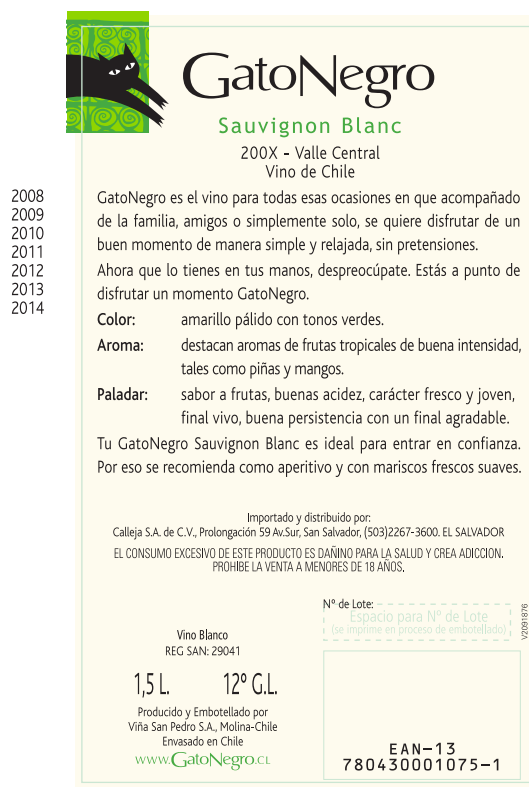 GatoNegro
Sauvignon Blanc
200X - Valle Central
Vino de Chile
2008
2009
2010
2011
2012
2013
2014
GatoNegro es el vino para todas esas ocasiones en que acompañado
de la familia, amigos o simplemente solo, se quiere disfrutar de un
buen momento de manera simple y relajada, sin pretensiones.
Ahora que lo tienes en tus manos, despreocúpate. Estás a punto de
disfrutar un momento GatoNegro.
Color: amarillo pálido con tonos verdes.
Aroma: destacan aromas de frutas tropicales de buena intensidad,
tales como piñas y mangos.
Paladar: sabor a frutas, buenas acidez, carácter fresco y joven,
final vivo, buena persistencia con un final agradable.
Tu GatoNegro Sauvignon Blanc es ideal para entrar en confianza.
Por eso se recomienda como aperitivo y con mariscos frescos suaves.
Importado y distribuido por:
Calleja S.A. de C.V., Prolongación 59 Av.Sur, San Salvador, (503)2267-3600. EL SALVADOR
EL CONSUMO EXCESIVO DE ESTE PRODUCTO ES DAÑINO PARA LA SALUD Y CREA ADICCION.
PROHIBE LA VENTA A MENORES DE 18 AÑOS.
Nº de Lote:
Espacio para Nº de Lote
(se imprime en proceso de embotellado)
V2091876
Vino Blanco
REG SAN: 29041
1,5 L. 12º G.L.
Producido y Embotellado por
Viña San Pedro S.A., Molina-Chile
Envasado en Chile
www.GatoNegro.cl
EAN-13
780430001075-1